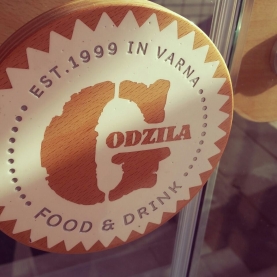 EST.1999 IN VARNA
GODZILA
FOOD & DRINK